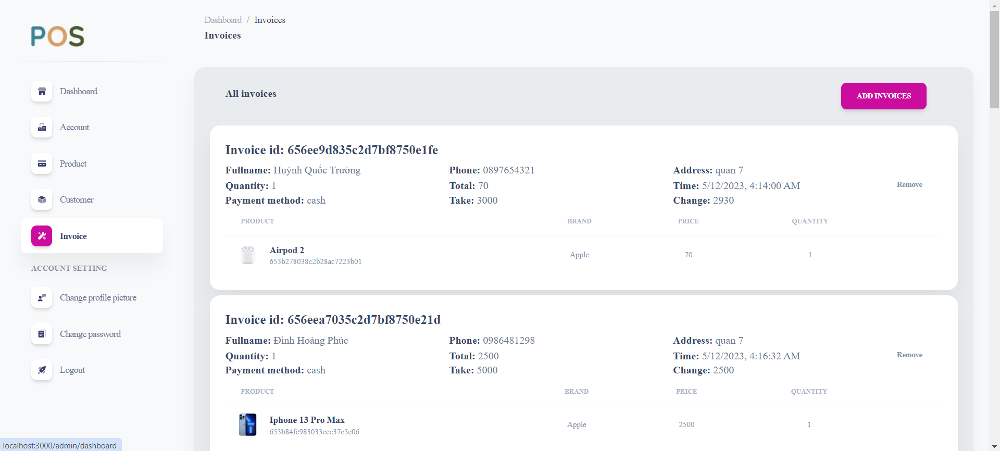 POS
Dashboard
Account
Product
Customer
Invoice
ACCOUNT SETTING
Change profile picture
Change password
Logout
Dashboard / Invoices
Invoices
All invoices
ADD INVOICES
Invoice id: 656ee9d835c2d7bf8750e1fe
Fullname: Huỳnh Quốc Trường Phone: 0897654321 Address: quan 7
Quantity: 1 Total: 70 Time: 5/12/2023, 4:14:00 AM Remove
Payment method: cash Take: 3000 Change: 2930
PRODUCT BRAND PRICE QUANTITY
Airpod 2
653b278038c2b28ac7223b01 Apple 70 1
Invoice id: 656eea7035c2d7bf8750e21d
Fullname: Đinh Hoàng Phúc Phone: 0986481298 Address: quan 7
Quantity: 1 Total: 2500 Time: 5/12/2023, 4:16:32 AM Remove
Payment method: cash Take: 5000 Change: 2500
PRODUCT BRAND PRICE QUANTITY
Iphone 13 Pro Max
653b84fc983033eec37e5e06 Apple 2500 1
localhost:3000/admin/dashboard